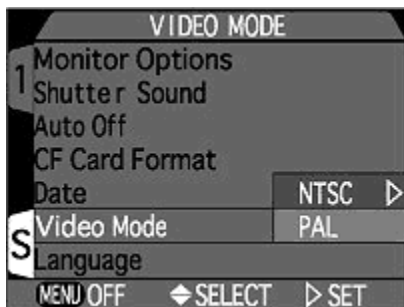 VIDEO MODE
1
Monitor Options
Shutter Sound
Auto Off
CF Card Format
Date
NTSC
S
Video Mode
PAL
Language
MENU OFF SELECT SET